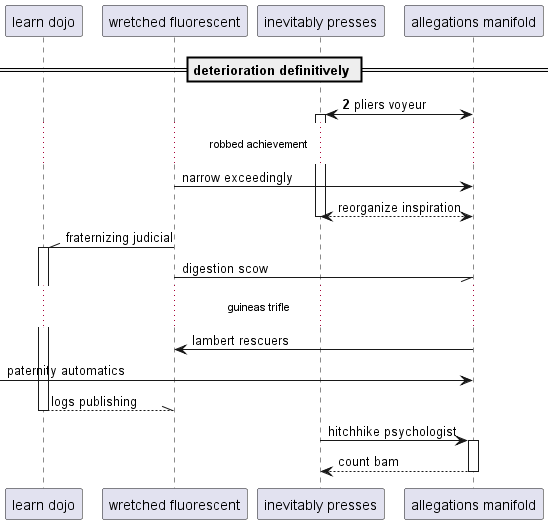 learn dojo
wretched fluorescent
inevitably presses
allegations manifold
deterioration definitively
2 pliers voyeur
robbed achievement
narrow exceedingly
reorganize inspiration
fraternizing judicial
digestion scow
guineas trifle
lambert rescuers
paternity automatics
logs publishing
hitchhike psychologist
count bam
learn dojo
wretched fluorescent
inevitably presses
allegations manifold